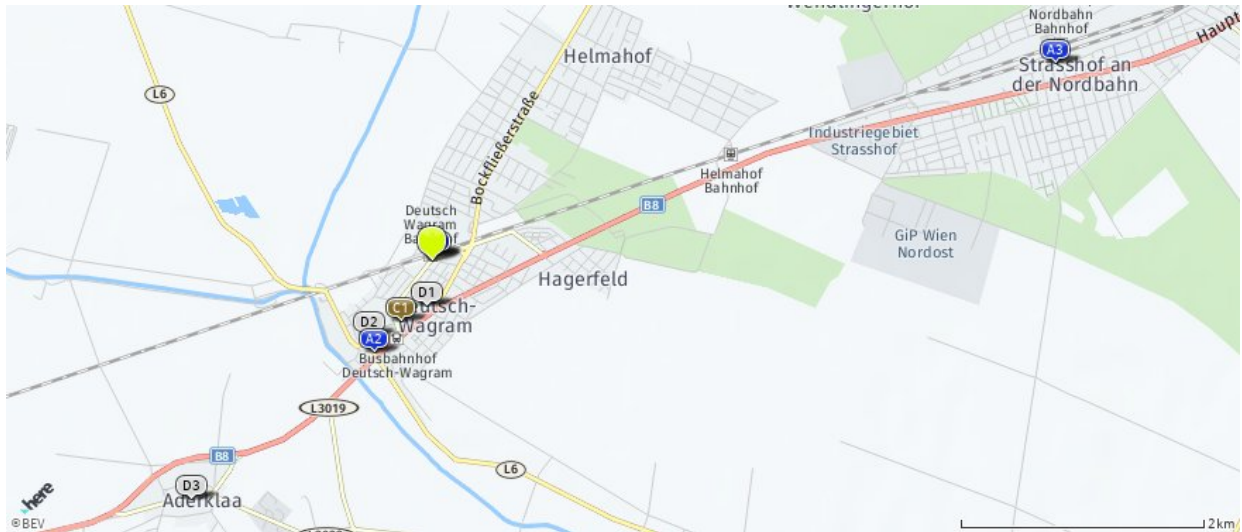 Wendlingerhof
Nordbahn
Bahnhof
Haupt
A3
Strasshof an
der Nordbahn
Helmahof
L6
Bockfließerstraße
Industriegebiet
Strasshof
Helmahof
Bahnhof
B8
Deutsch
Wagram
GiP Wien
Nordost
Hagerfeld
D1
C1
D2
Wagram
A2
Busbahnhof
Deutsch-Wagram
L3019
B8
L6
D3
Aderklaa
here
©BEV
2km